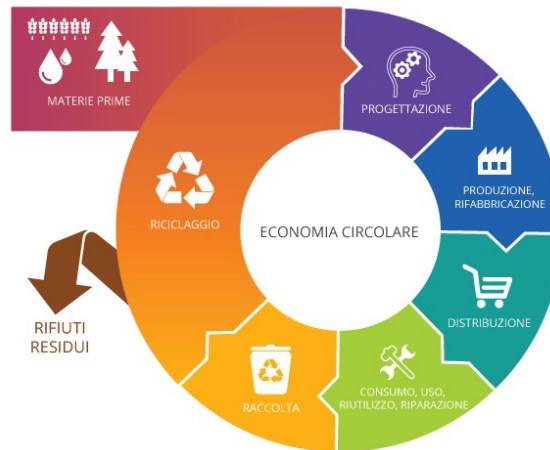 MATERIE PRIME
PROGETTAZIONE
PRODUZIONE,
RIFABBRICAZIONE
DISTRIBUZIONE
CONSUMO, USO,
RIUTILIZZO, RIPARAZIONE
RACCOLTA
RICICLAGGIO
RIFIUTI
RESIDUI
ECONOMIA CIRCOLARE